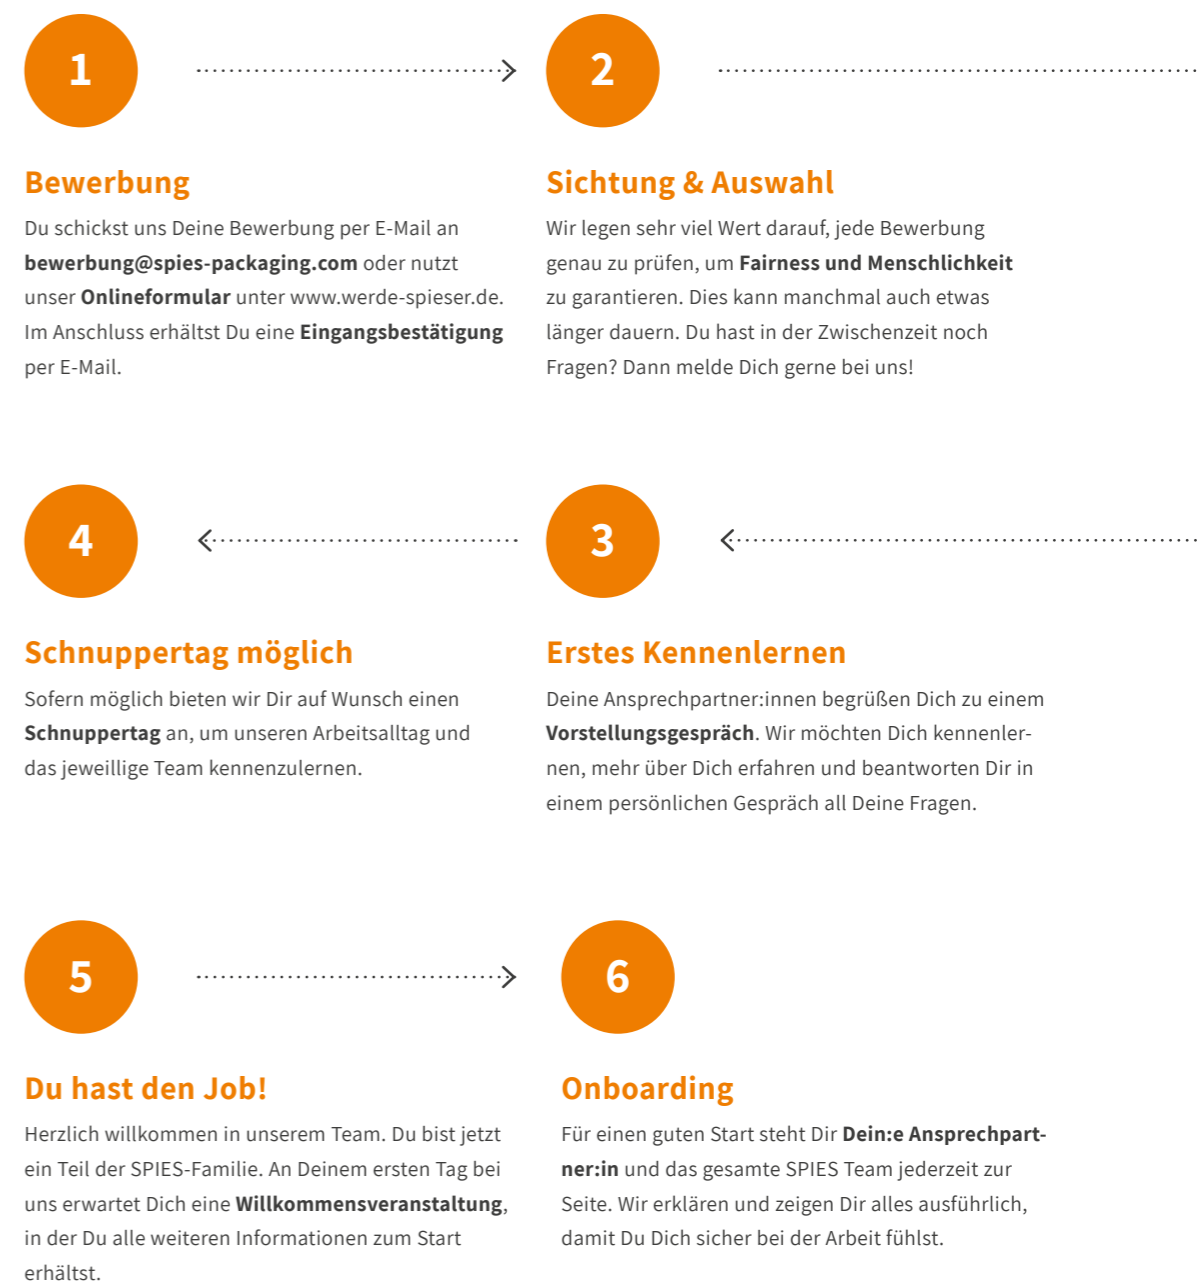 1
Bewerbung
Du schickst uns Deine Bewerbung per E-Mail an
bewerbung@spies-packaging.com oder nutzt
unser Onlineformular unter www.werde-spieser.de.
Im Anschluss erhältst Du eine Eingangsbestätigung
per E-Mail.
2
Sichtung & Auswahl
Wir legen sehr viel Wert darauf, jede Bewerbung
genau zu prüfen, um Fairness und Menschlichkeit
zu garantieren. Dies kann manchmal auch etwas
länger dauern. Du hast in der Zwischenzeit noch
Fragen? Dann melde Dich gerne bei uns!
3
Erstes Kennenlernen
Deine Ansprechpartner:innen begrüßen Dich zu einem
Vorstellungsgespräch. Wir möchten Dich kennenler-
nen, mehr über Dich erfahren und beantworten Dir in
einem persönlichen Gespräch all Deine Fragen.
4
Schnuppertag möglich
Sofern möglich bieten wir Dir auf Wunsch einen
Schnuppertag an, um unseren Arbeitsalltag und
das jeweillige Team kennenzulernen.
5
Du hast den Job!
Herzlich willkommen in unserem Team. Du bist jetzt
ein Teil der SPIES-Familie. An Deinem ersten Tag bei
uns erwartet Dich eine Willkommensveranstaltung,
in der Du alle weiteren Informationen zum Start
erhältst.
6
Onboarding
Für einen guten Start steht Dir Dein:e Ansprechpart-
ner:in und das gesamte SPIES Team jederzeit zur
Seite. Wir erklären und zeigen Dir alles ausführlich,
damit Du Dich sicher bei der Arbeit fühlst.